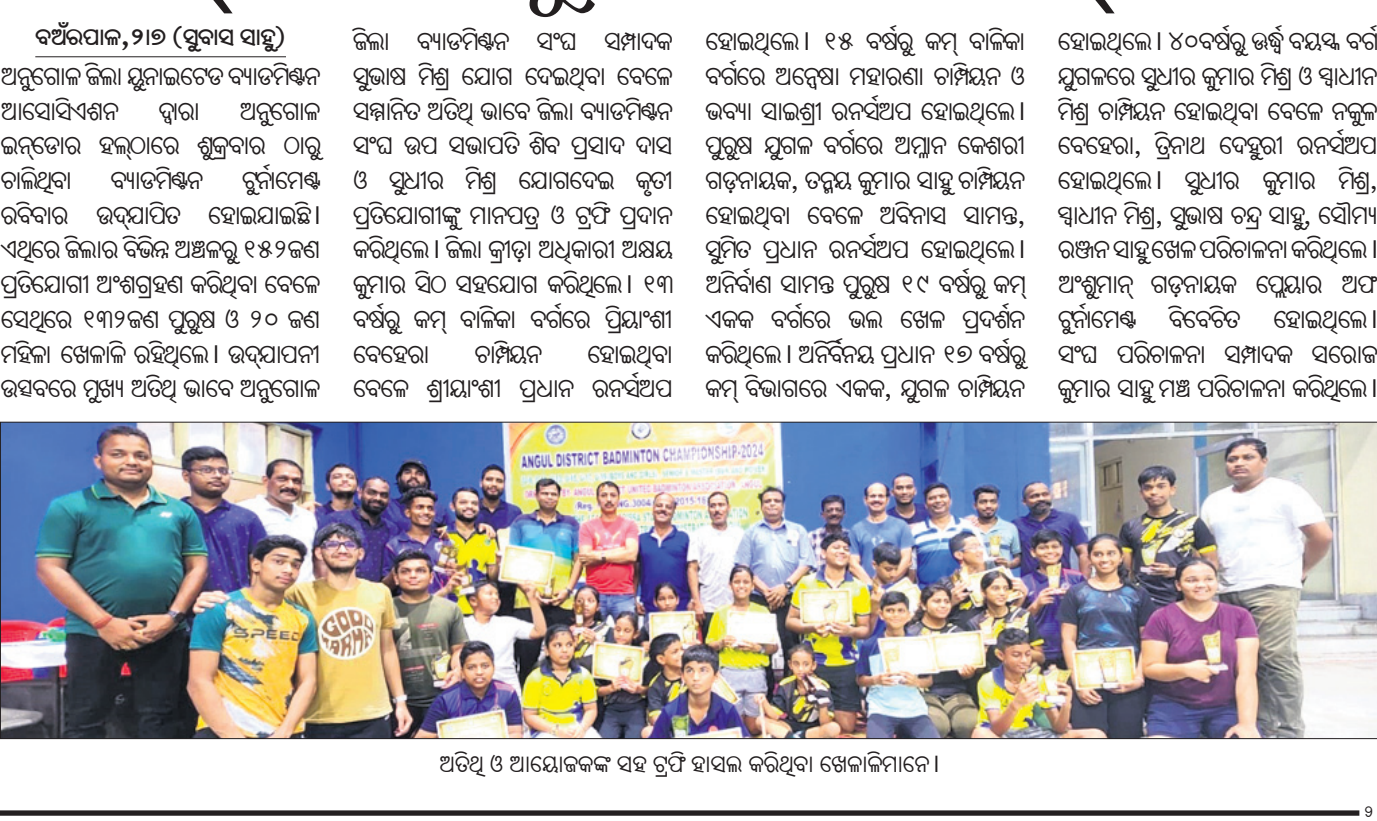 ବଅଁରପାଳ,୨।୭ (ସୁବାସ ସାହୁ)
ଅନୁଗୋଳ ଜିଲା ୟୁନାଇଟେଡ ବ୍ୟାଡମିଣ୍ଟନ
ଆସୋସିଏଶନ ଦ୍ୱାରା ଅନୁଗୋଳ
ଇନ୍‌ଡୋର ହଲ୍‌ଠାରେ ଶୁକ୍ରବାର ଠାରୁ
ଚାଲିଥିବା ବ୍ୟାଡମିଣ୍ଟନ ଟୁର୍ନାମେଣ୍ଟ
ରବିବାର ଉଦ୍‌ଯାପିତ ହୋଇଯାଇଛି।
ଏଥିରେ ଜିଲାର ବିଭିନ୍ନ ଅଞ୍ଚଳରୁ ୧୫୨ଜଣ
ପ୍ରତିଯୋଗୀ ଅଂଶଗ୍ରହଣ କରିଥିବା ବେଳେ
ସେଥିରେ ୧୩୨ଜଣ ପୁରୁଷ ଓ ୨୦ ଜଣ
ମହିଳା ଖେଳାଳି ରହିଥିଲେ। ଉଦ୍‌ଯାପନୀ
ଉତ୍ସବରେ ମୁଖ୍ୟ ଅତିଥି ଭାବେ ଅନୁଗୋଳ
ଜିଲା ବ୍ୟାଡମିଣ୍ଟନ ସଂଘ ସମ୍ପାଦକ
ସୁଭାଷ ମିଶ୍ର ଯୋଗ ଦେଇଥିବା ବେଳେ
ସମ୍ମାନିତ ଅତିଥି ଭାବେ ଜିଲା ବ୍ୟାଡମିଣ୍ଟନ
ସଂଘ ଉପ ସଭାପତି ଶିବ ପ୍ରସାଦ ଦାସ
ଓ ସୁଧୀର ମିଶ୍ର ଯୋଗଦେଇ କୃତୀ
ପ୍ରତିଯୋଗୀଙ୍କୁ ମାନପତ୍ର ଓ ଟ୍ରଫି ପ୍ରଦାନ
କରିଥିଲେ। ଜିଲା କ୍ରୀଡ଼ା ଅଧିକାରୀ ଅକ୍ଷୟ
କୁମାର ସିଠ ସହଯୋଗ କରିଥିଲେ। ୧୩
ବର୍ଷରୁ କମ୍ ବାଳିକା ବର୍ଗରେ ପ୍ରିୟାଂଶୀ
ବେହେରା ଚାମ୍ପିୟନ ହୋଇଥିବା
ବେଳେ ଶ୍ରୀୟାଂଶୀ ପ୍ରଧାନ ରନର୍ସଅପ
ହୋଇଥିଲେ। ୧୫ ବର୍ଷରୁ କମ୍ ବାଳିକା
ବର୍ଗରେ ଅନ୍ୱେଷା ମହାରଣା ଚାମ୍ପିୟନ ଓ
ଭବ୍ୟା ସାଇଶ୍ରୀ ରନର୍ସଅପ ହୋଇଥିଲେ।
ପୁରୁଷ ଯୁଗଳ ବର୍ଗରେ ଅମ୍ଳାନ କେଶରୀ
ଗଡ଼ନାୟକ, ତନ୍ମୟ କୁମାର ସାହୁ ଚାମ୍ପିୟନ
ହୋଇଥିବା ବେଳେ ଅବିନାସ ସାମନ୍ତ,
ସୁମିତ ପ୍ରଧାନ ରନର୍ସଅପ ହୋଇଥିଲେ।
ଅନିର୍ବାଣ ସାମନ୍ତ ପୁରୁଷ ୧୯ ବର୍ଷରୁ କମ୍
ଏକକ ବର୍ଗରେ ଭଲ ଖେଳ ପ୍ରଦର୍ଶନ
କରିଥିଲେ। ଅନିର୍ବିନୟ ପ୍ରଧାନ ୧୭ ବର୍ଷରୁ
କମ୍ ବିଭାଗରେ ଏକକ, ଯୁଗଳ ଚାମ୍ପିୟନ
ହୋଇଥିଲେ। ୪୦ବର୍ଷରୁ ଊର୍ଦ୍ଧ୍ୱ ବୟସ୍କ ବର୍ଗ
ଯୁଗଳରେ ସୁଧୀର କୁମାର ମିଶ୍ର ଓ ସ୍ୱାଧୀନ
ମିଶ୍ର ଚାମ୍ପିୟନ ହୋଇଥିବା ବେଳେ ନକୁଳ
ବେହେରା, ତ୍ରିନାଥ ଦେହୁରୀ ରନର୍ସଅପ
ହୋଇଥିଲେ। ସୁଧୀର କୁମାର ମିଶ୍ର,
ସ୍ୱାଧୀନ ମିଶ୍ର, ସୁଭାଷ ଚନ୍ଦ୍ର ସାହୁ, ସୌମ୍ୟ
ରଞ୍ଜନ ସାହୁ ଖେଳ ପରିଚାଳନା କରିଥିଲେ।
ଅଂଶୁମାନ୍ ଗଡ଼ନାୟକ ପ୍ଲେୟାର ଅଫ
ଟୁର୍ନାମେଣ୍ଟ ବିବେଚିତ ହୋଇଥିଲେ।
ସଂଘ ପରିଚାଳନା ସମ୍ପାଦକ ସରୋଜ
କୁମାର ସାହୁ ମଞ୍ଚ ପରିଚାଳନା କରିଥିଲେ।
ANGUL DISTRICT BADMINTON CHAMPIONSHIP-2024
SPEED
GOOD
ଅତିଥି ଓ ଆୟୋଜକଙ୍କ ସହ ଟ୍ରଫି ହାସଲ କରିଥିବା ଖେଳାଳିମାନେ।
9